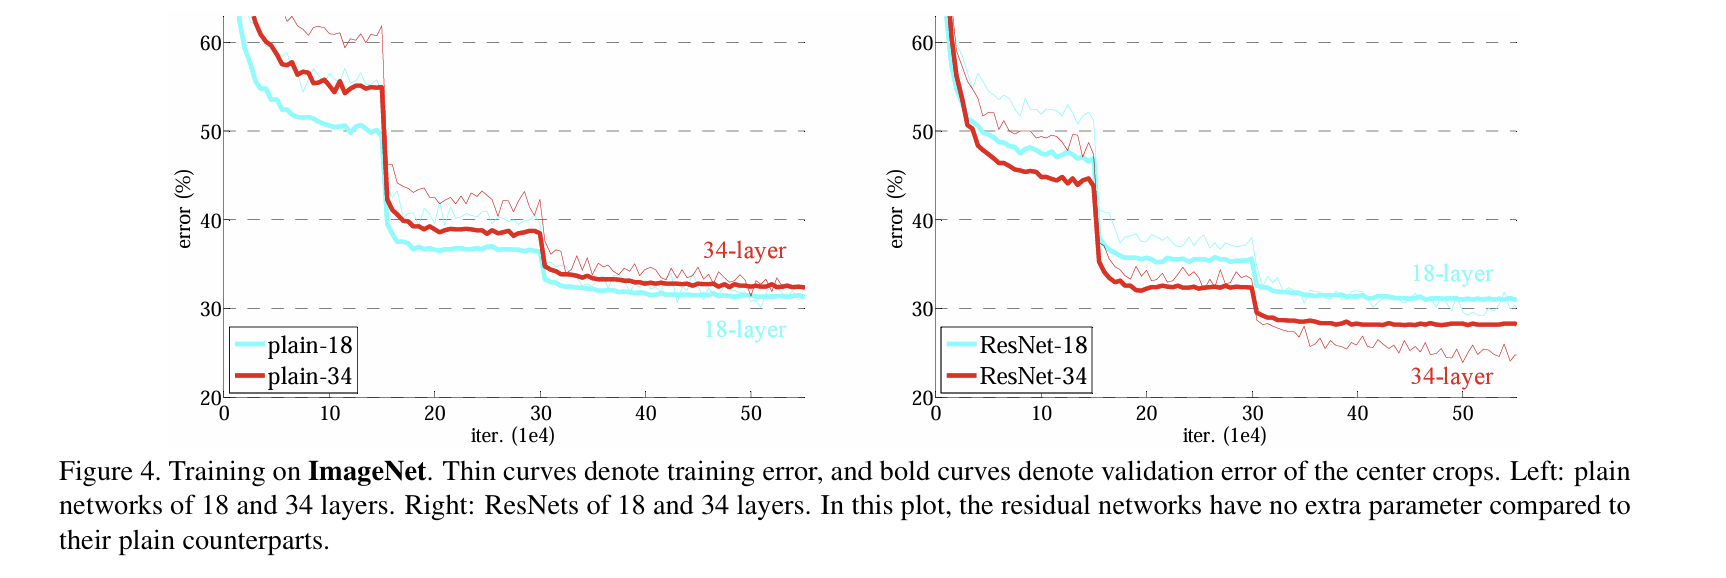 60
50
40
30
20
error (%)
34-layer
18-layer
plain-18
plain-34
0 10 20 30 40 50
iter. (1e4)
60
50
40
30
20
error (%)
18-layer
34-layer
ResNet-18
ResNet-34
0 10 20 30 40 50
iter. (1e4)
Figure 4. Training on ImageNet. Thin curves denote training error, and bold curves denote validation error of the center crops. Left: plain
networks of 18 and 34 layers. Right: ResNets of 18 and 34 layers. In this plot, the residual networks have no extra parameter compared to
their plain counterparts.